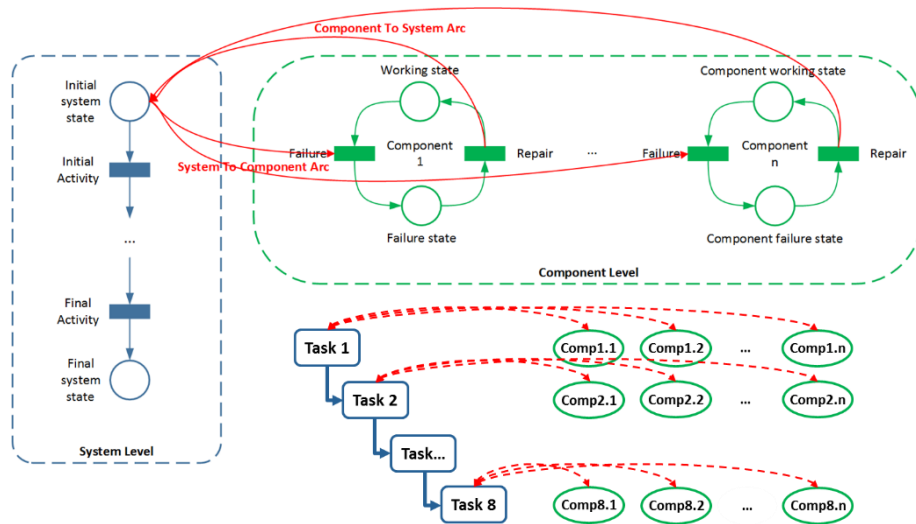 Component To System Arc
Initial
system
state
Working state
Component working state
Initial
Activity
Failure
Component
1
Repair
...
Failure
Component
n
Repair
System To Component Arc
...
Failure state
Component failure state
Component Level
Final
Activity
Final
system
state
System Level
Task 1
Comp1.1
Comp1.2
...
Comp1.n
Task 2
Comp2.1
Comp2.2
...
Comp2.n
Task...
Task 8
Comp8.1
Comp8.2
...
Comp8.n